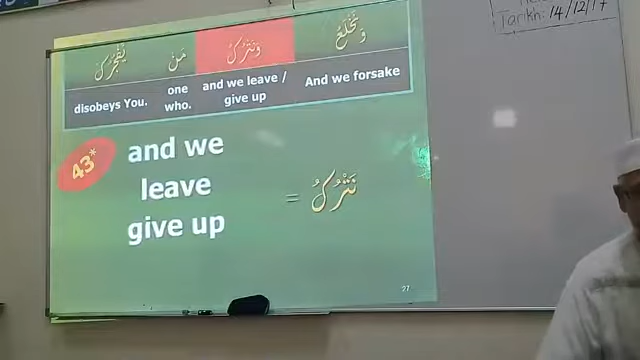 Tarikh: 14/12/17
وَنَخْلَعُ وَنَتْرُكُ مَنْ يَّفْجُرُكَ
And we forsake
and we leave /
give up
one
who.
disobeys You.
43*
and we
leave
give up
= نَتْرُكُ
27